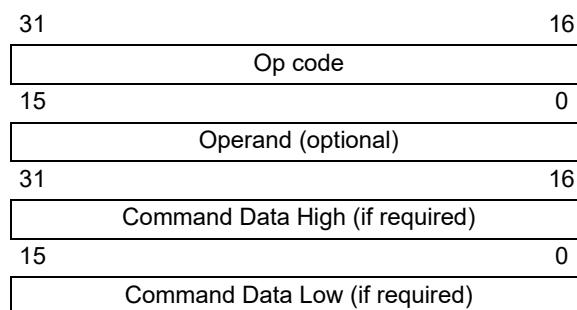 31 16
Op code
15 0
Operand (optional)
31 16
Command Data High (if required)
15 0
Command Data Low (if required)